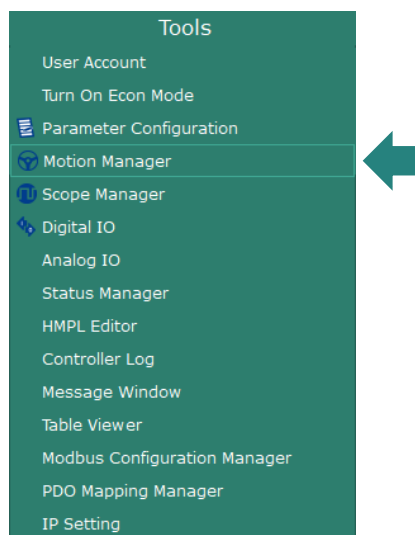 Tools
User Account
Turn On Econ Mode
Parameter Configuration
Motion Manager
Scope Manager
Digital IO
Analog IO
Status Manager
HMPL Editor
Controller Log
Message Window
Table Viewer
Modbus Configuration Manager
PDO Mapping Manager
IP Setting